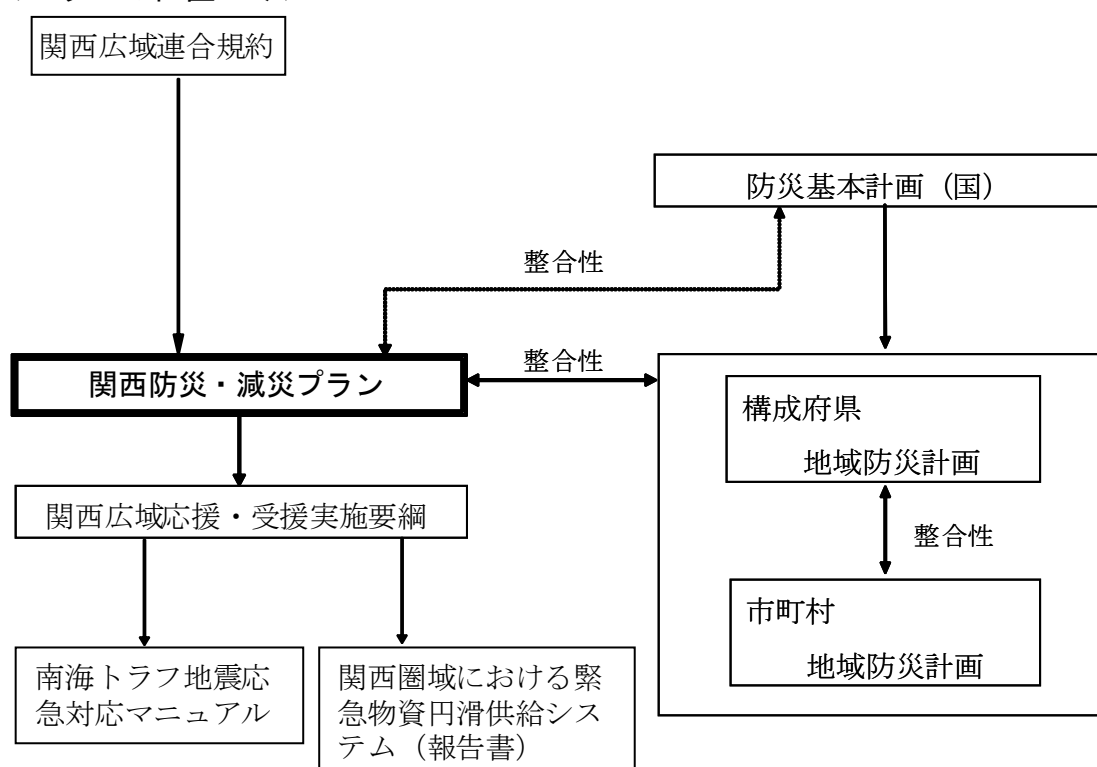 関西広域連合規約
防災基本計画（国）
整合性
関西防災・減災プラン
整合性
構成府県
地域防災計画
整合性
市町村
地域防災計画
関西広域応援・受援実施要綱
南海トラフ地震応
急対応マニュアル
関西圏域における緊
急物資円滑供給シス
テム（報告書）